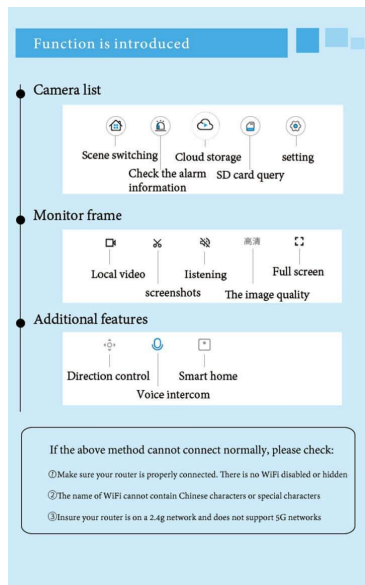 Function is introduced
Camera list
Scene switching
Cloud storage
setting
Check the alarm
information
SD card query
Monitor frame
高清
Local video
listening
Full screen
screenshots
The image quality
Additional features
Direction control
Smart home
Voice intercom
If the above method cannot connect normally, please check:
①Make sure your router is properly connected. There is no WiFi disabled or hidden
②The name of WiFi cannot contain Chinese characters or special characters
③Insure your router is on a 2.4g network and does not support 5G networks